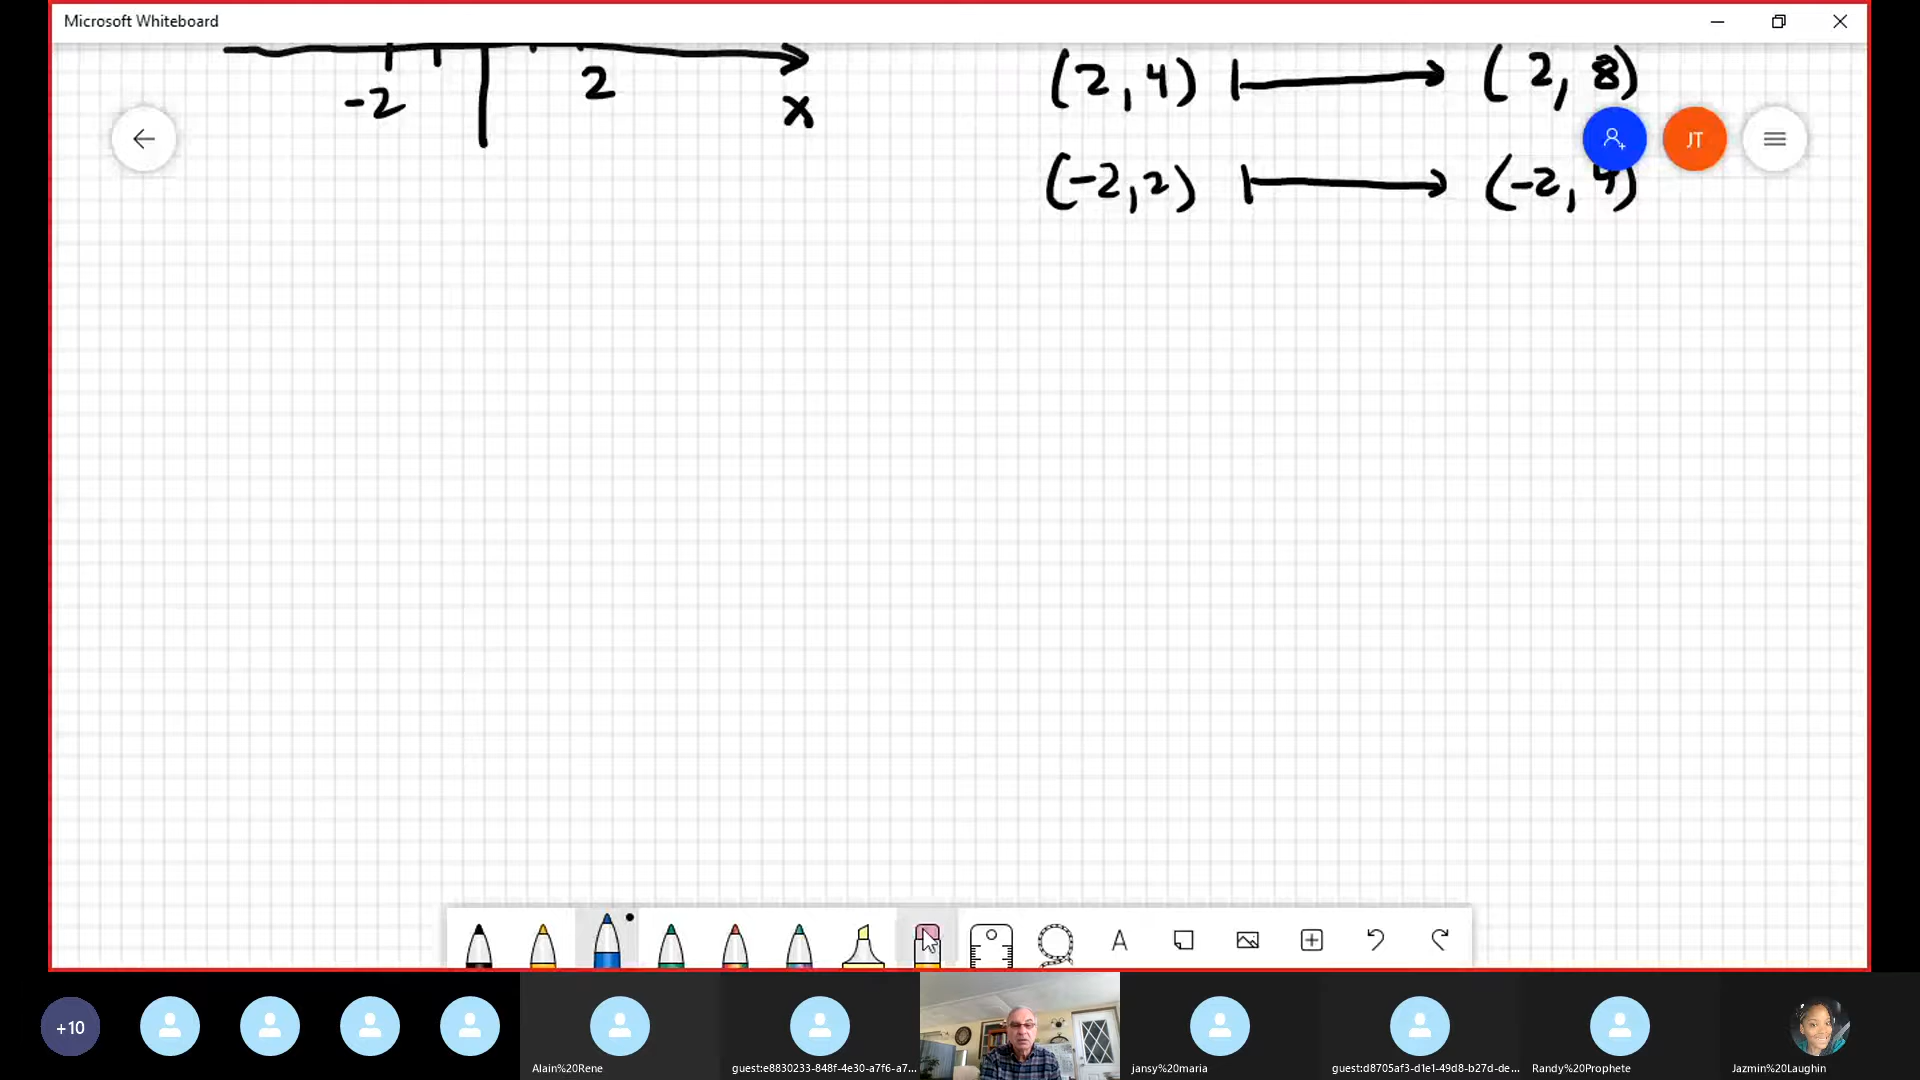 Microsoft Whiteboard
-2 2
x
(2,4) ⟼ (2, 8)
(-2,2) ⟼ (-2, 4)
JT
A
+10
Alain%20Rene
guest:e8830233-848f-4e30-a7f6-a7...
jansy%20maria
guest:d8705af3-d1e1-49d8-b27d-de...
Randy%20Prophete
Jazmin%20Laughin